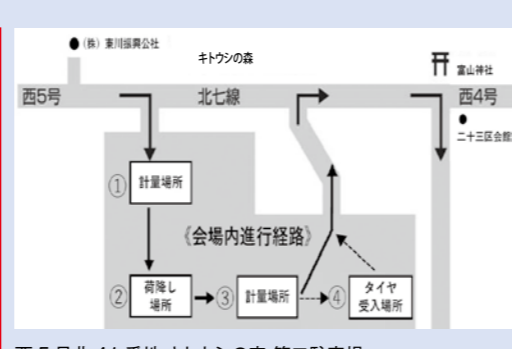 ●(株) 東川振興公社
キトウシの森
富山神社
西5号
北七線
西4号
●
二十三区会館
① 計量場所
《会場内進行経路》
② 荷降し
場所
③ 計量場所
④ タイヤ
受入場所